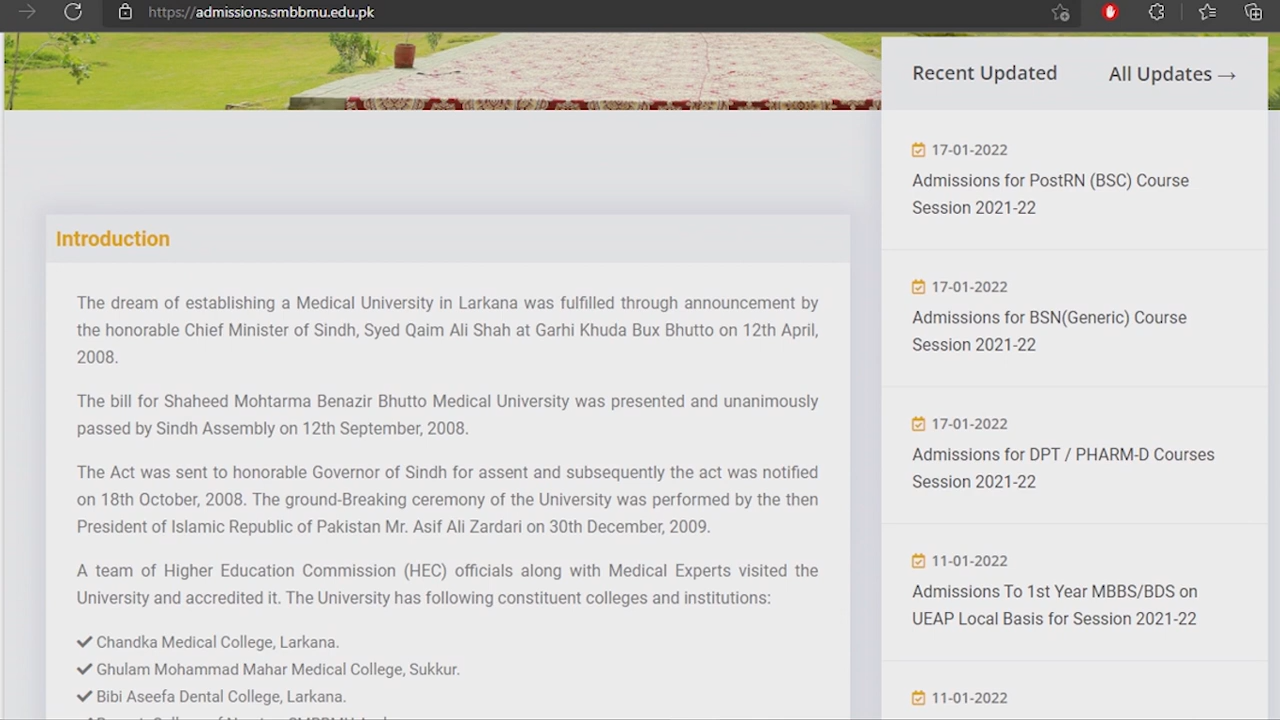 https://admissions.smbbmu.edu.pk
Recent Updated
All Updates →
Introduction
The dream of establishing a Medical University in Larkana was fulfilled through announcement by
the honorable Chief Minister of Sindh, Syed Qaim Ali Shah at Garhi Khuda Bux Bhutto on 12th April,
2008.
The bill for Shaheed Mohtarma Benazir Bhutto Medical University was presented and unanimously
passed by Sindh Assembly on 12th September, 2008.
The Act was sent to honorable Governor of Sindh for assent and subsequently the act was notified
on 18th October, 2008. The ground-Breaking ceremony of the University was performed by the then
President of Islamic Republic of Pakistan Mr. Asif Ali Zardari on 30th December, 2009.
A team of Higher Education Commission (HEC) officials along with Medical Experts visited the
University and accredited it. The University has following constituent colleges and institutions:
Chandka Medical College, Larkana.
Ghulam Mohammad Mahar Medical College, Sukkur.
Bibi Aseefa Dental College, Larkana.
17-01-2022
Admissions for PostRN (BSC) Course
Session 2021-22
17-01-2022
Admissions for BSN(Generic) Course
Session 2021-22
17-01-2022
Admissions for DPT / PHARM-D Courses
Session 2021-22
11-01-2022
Admissions To 1st Year MBBS/BDS on
UEAP Local Basis for Session 2021-22
11-01-2022